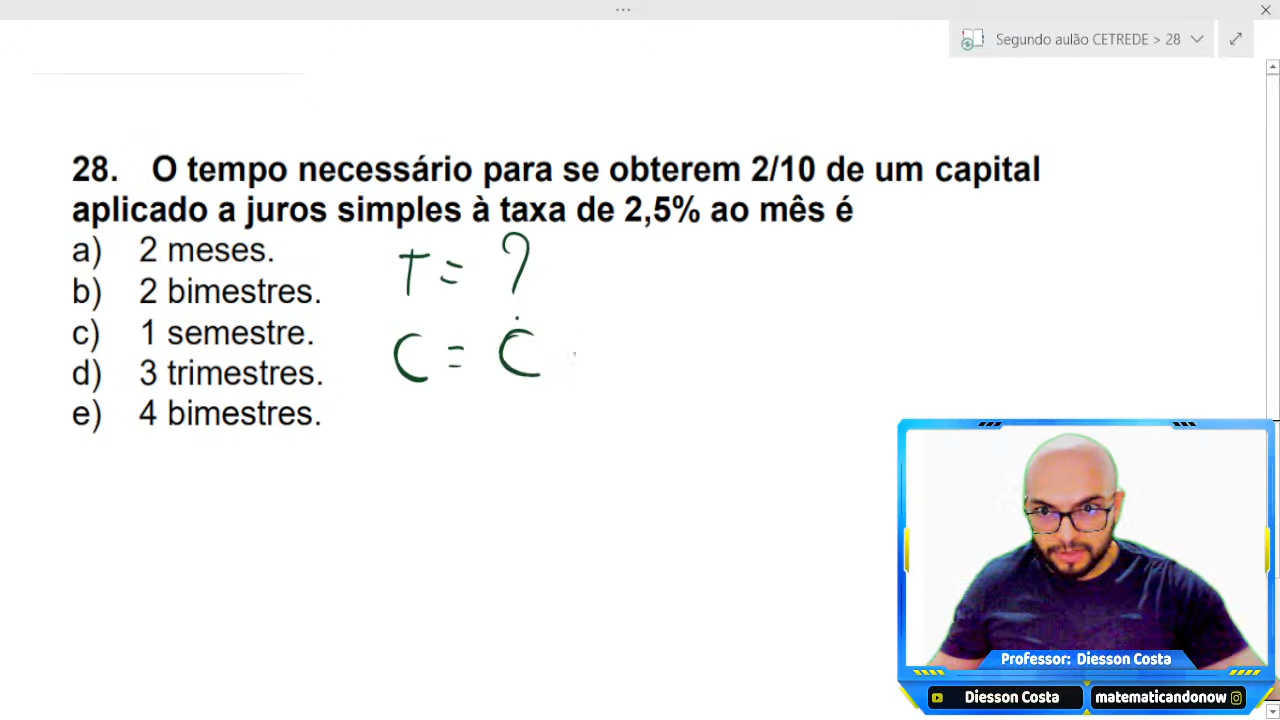 Segundo aulão CETREDE > 28
28. O tempo necessário para se obterem 2/10 de um capital
aplicado a juros simples à taxa de 2,5% ao mês é
a) 2 meses.
b) 2 bimestres.
c) 1 semestre.
d) 3 trimestres.
e) 4 bimestres.
T = ?
C = C
Professor: Diesson Costa
Diesson Costa
matematicandonow